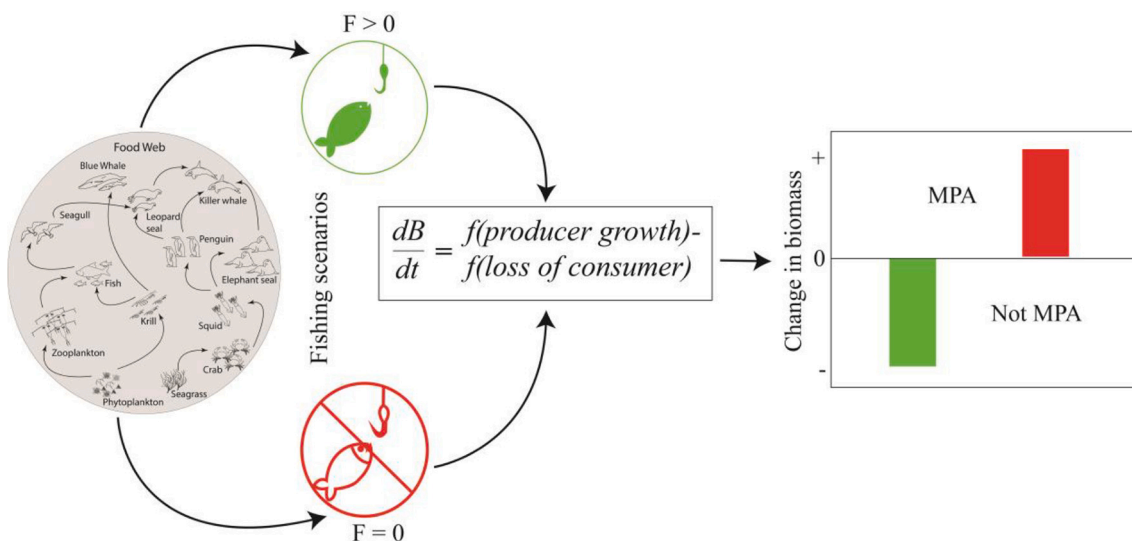 F > 0
Food Web
Blue Whale
Killer whale
Seagull
Leopard
seal
Penguin
Elephant seal
Fish
Krill
Squid
Zooplankton
Crab
Seagrass
Phytoplankton
Fishing scenarios
F = 0
dB
dt
=
f(producer growth)-
f(loss of consumer)
Change in biomass
+
0
-
MPA
Not MPA